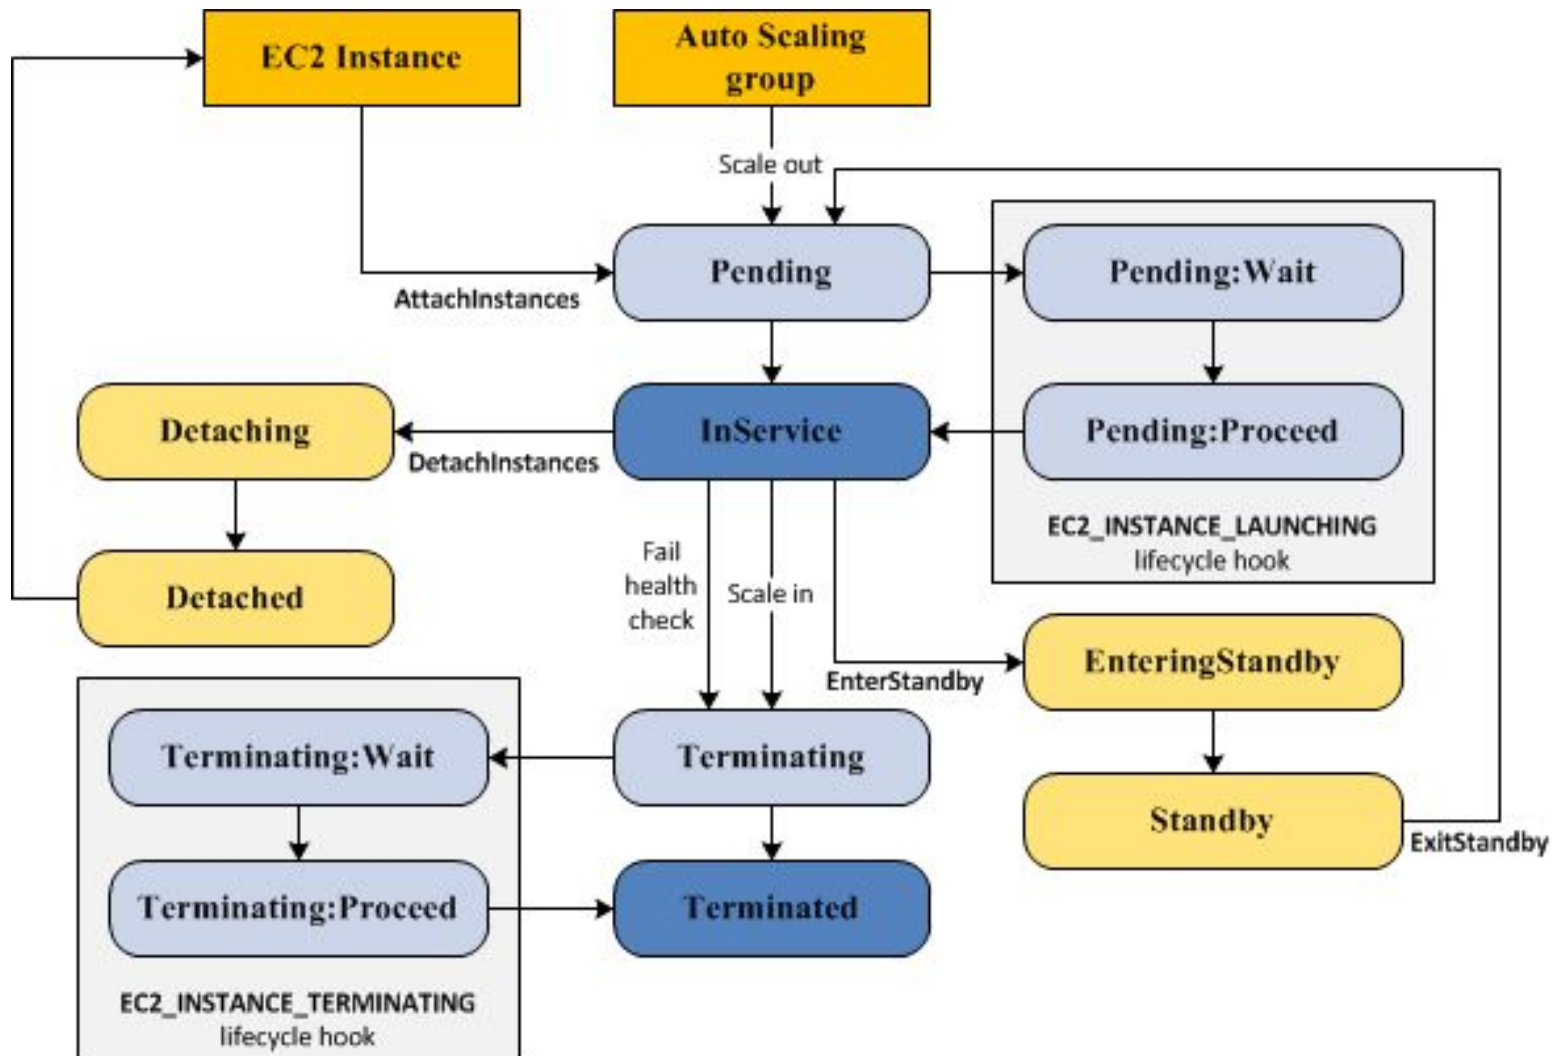 EC2 Instance
Auto Scaling
group
Scale out
Pending
Pending:Wait
AttachInstances
Detaching
InService
Pending:Proceed
DetachInstances
EC2_INSTANCE_LAUNCHING
lifecycle hook
Fail
health
check
Scale in
Detached
EnteringStandby
EnterStandby
Terminating:Wait
Terminating
Standby
ExitStandby
Terminating:Proceed
Terminated
EC2_INSTANCE_TERMINATING
lifecycle hook